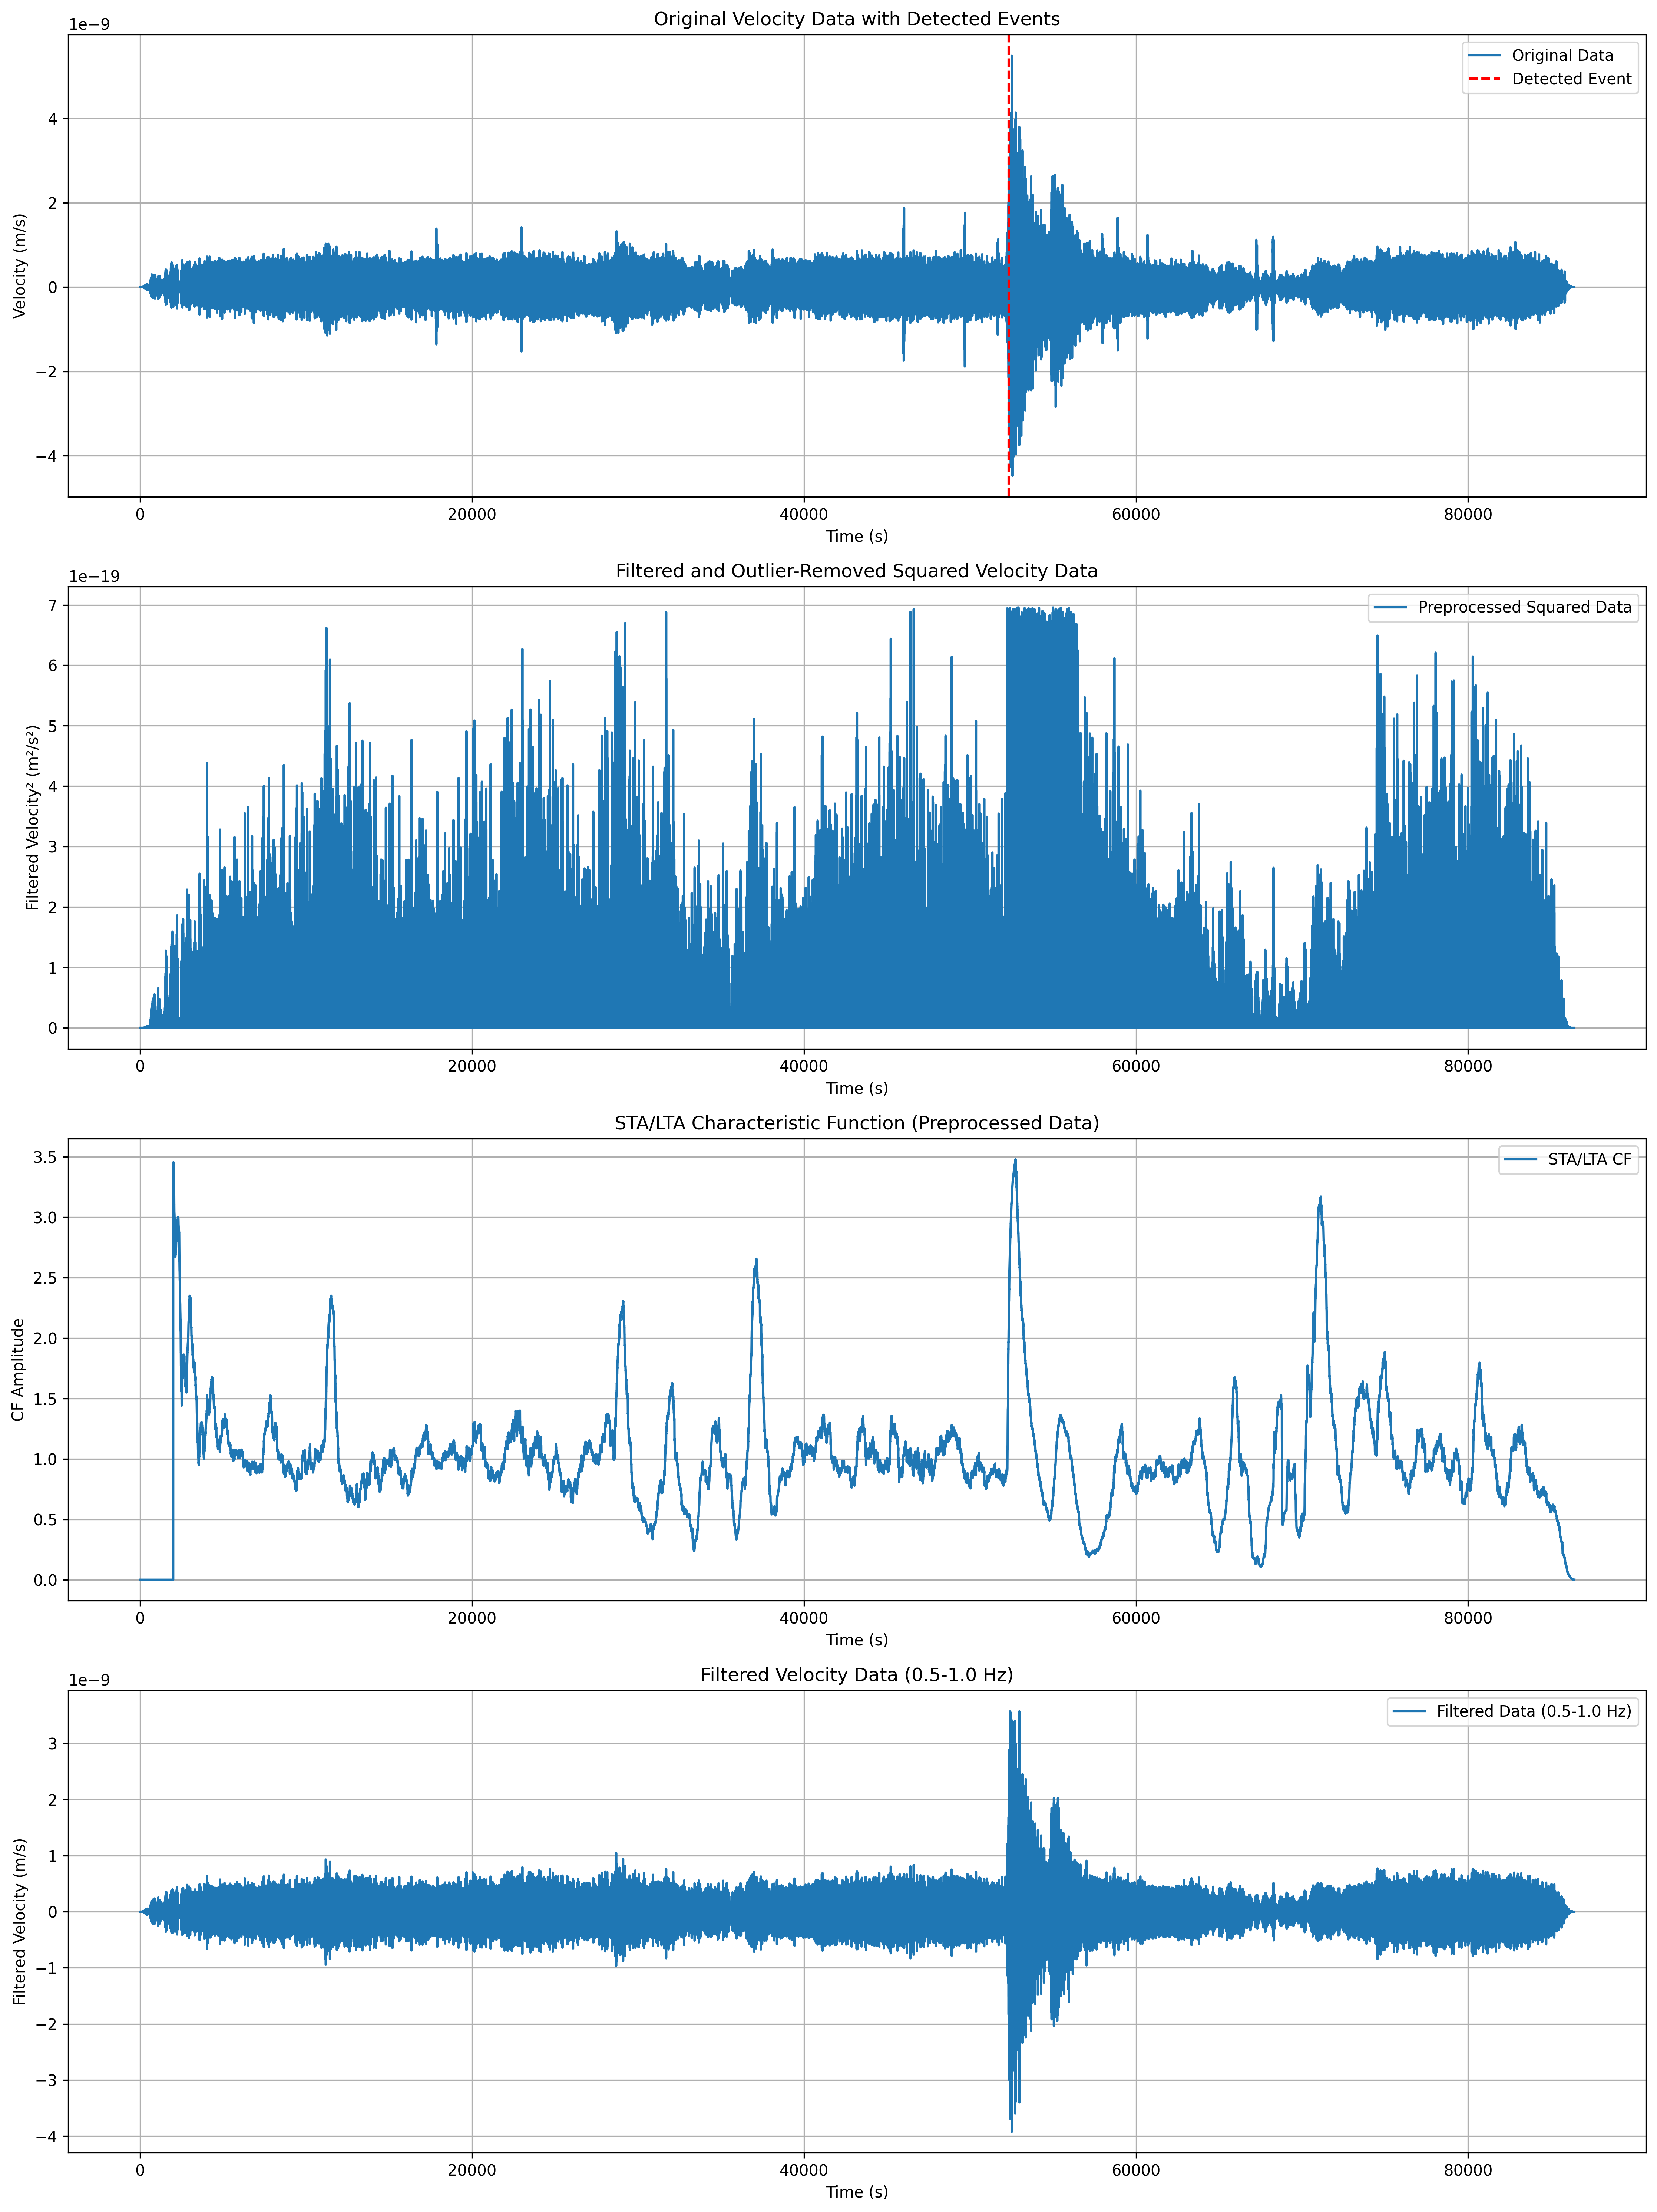 Original Velocity Data with Detected Events
1e−9
Original Data
Detected Event
4
2
0
−2
−4
Velocity (m/s)
0 20000 40000 60000 80000
Time (s)
Filtered and Outlier-Removed Squared Velocity Data
1e−19
Preprocessed Squared Data
7
6
5
4
3
2
1
0
Filtered Velocity² (m²/s²)
0 20000 40000 60000 80000
Time (s)
STA/LTA Characteristic Function (Preprocessed Data)
STA/LTA CF
3.5
3.0
2.5
2.0
1.5
1.0
0.5
0.0
CF Amplitude
0 20000 40000 60000 80000
Time (s)
Filtered Velocity Data (0.5-1.0 Hz)
1e−9
Filtered Data (0.5-1.0 Hz)
3
2
1
0
−1
−2
−3
−4
Filtered Velocity (m/s)
0 20000 40000 60000 80000
Time (s)